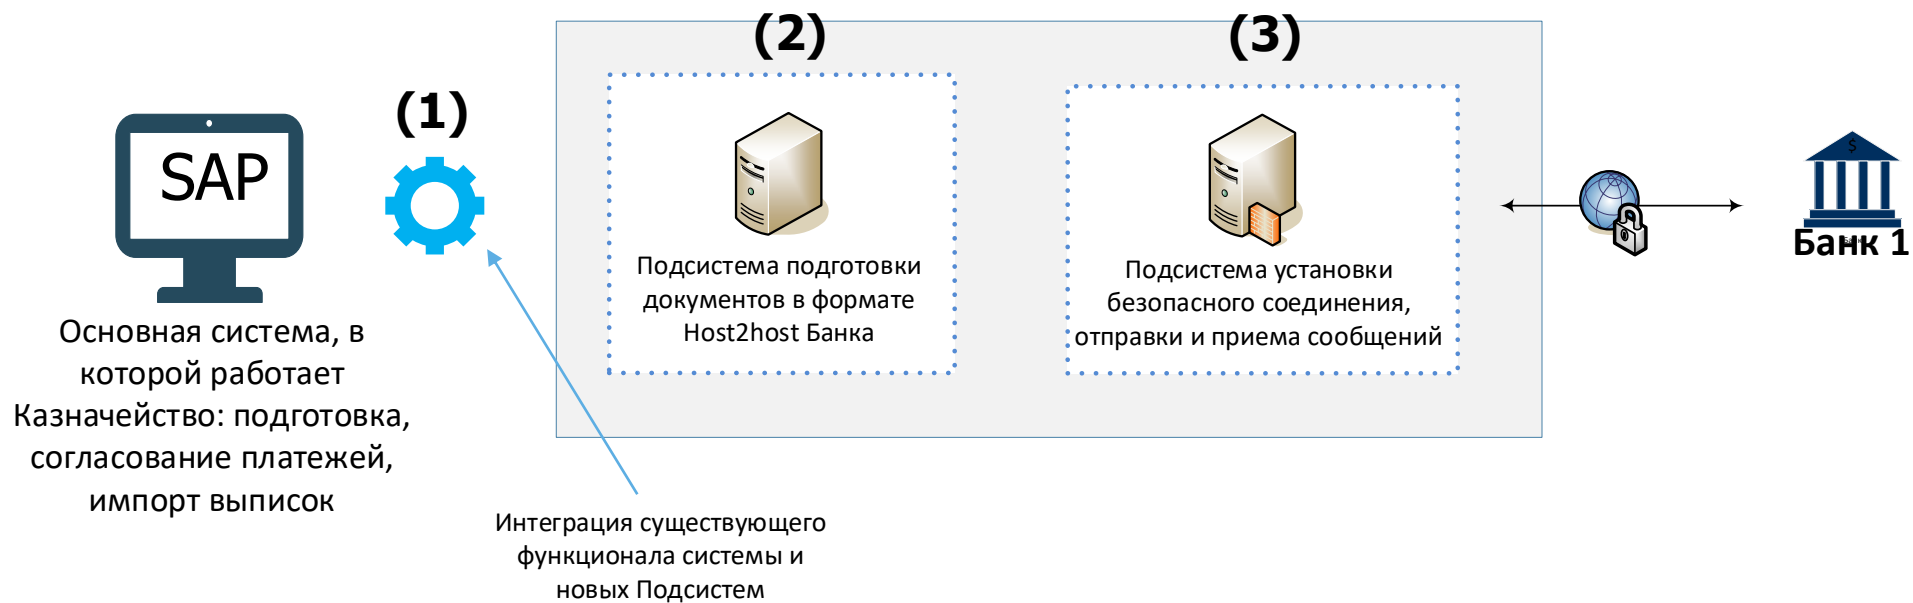 (1)
(2)
(3)
SAP
Основная система, в
которой работает
Казначейство: подготовка,
согласование платежей,
импорт выписок
Интеграция существующего
функционала системы и
новых Подсистем
Подсистема подготовки
документов в формате
Host2host Банка
Подсистема установки
безопасного соединения,
отправки и приема сообщений
$
Банк 1